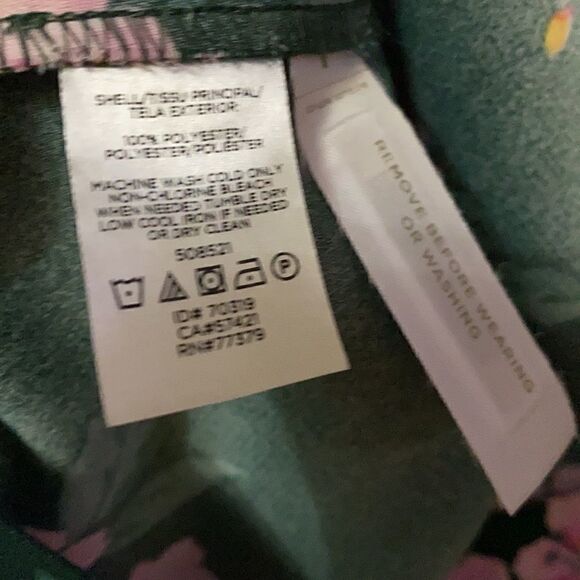 SHELL/TISSU PRINCIPAL/
TELA EXTERIOR:
100% POLYESTER/
POLYESTER/POLIESTER
MACHINE WASH COLD ONLY
NON-CHLORINE BLEACH
WHEN NEEDED TUMBLE DRY
LOW COOL IRON IF NEEDED
OR DRY CLEAN
508521
P
ID# 70319
CA#57421
RN#77379
REMOVE BEFORE WEARING
OR WASHING